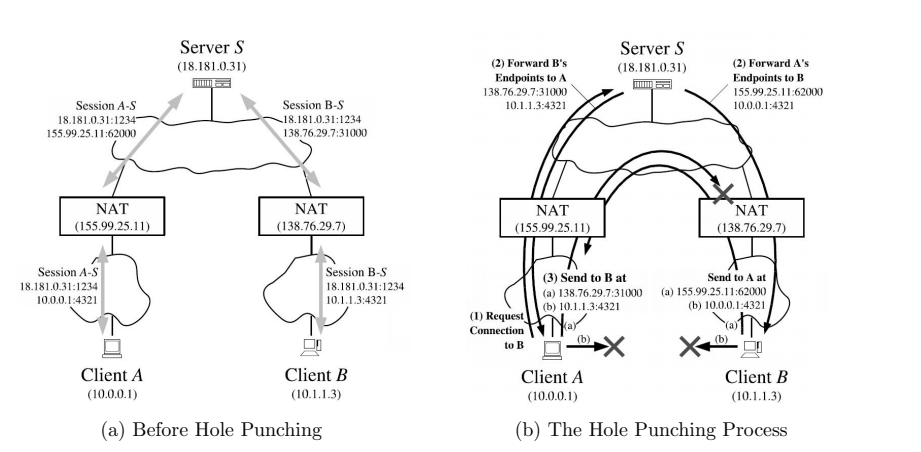 Server S
(18.181.0.31)
Session A-S
18.181.0.31:1234
155.99.25.11:62000
Session B-S
18.181.0.31:1234
138.76.29.7:31000
NAT
(155.99.25.11)
NAT
(138.76.29.7)
Session A-S
18.181.0.31:1234
10.0.0.1:4321
Session B-S
18.181.0.31:1234
10.1.1.3:4321
Client A
(10.0.0.1)
Client B
(10.1.1.3)
(a) Before Hole Punching
Server S
(18.181.0.31)
(2) Forward B's
Endpoints to A
138.76.29.7:31000
10.1.1.3:4321
(2) Forward A's
Endpoints to B
155.99.25.11:62000
10.0.0.1:4321
NAT
(155.99.25.11)
NAT
(138.76.29.7)
(3) Send to B at
(a) 138.76.29.7:31000
(b) 10.1.1.3:4321
Send to A at
(a) 155.99.25.11:62000
(b) 10.0.0.1:4321
(1) Request
Connection
to B
(a)
(b)
(a)
(b)
Client A
(10.0.0.1)
Client B
(10.1.1.3)
(b) The Hole Punching Process